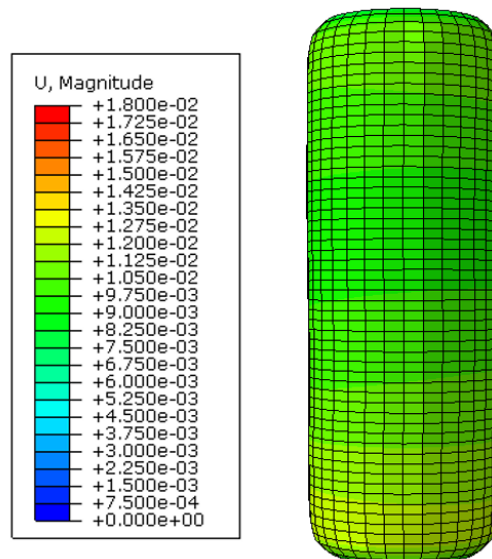 U, Magnitude
+1.800e-02
+1.725e-02
+1.650e-02
+1.575e-02
+1.500e-02
+1.425e-02
+1.350e-02
+1.275e-02
+1.200e-02
+1.125e-02
+1.050e-02
+9.750e-03
+9.000e-03
+8.250e-03
+7.500e-03
+6.750e-03
+6.000e-03
+5.250e-03
+4.500e-03
+3.750e-03
+3.000e-03
+2.250e-03
+1.500e-03
+7.500e-04
+0.000e+00